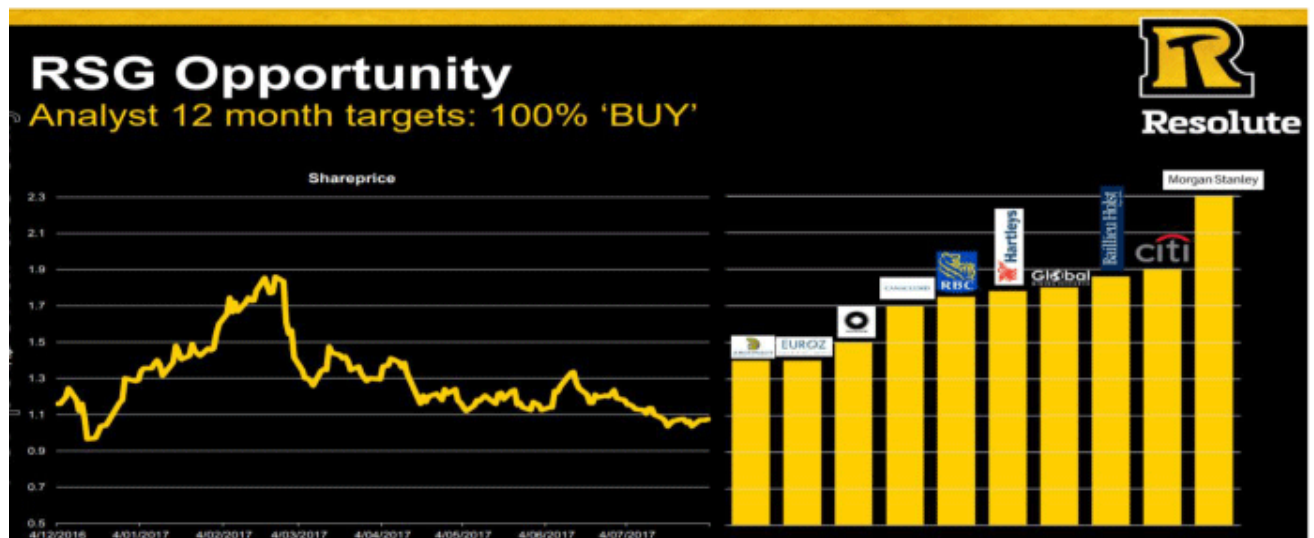 RSG Opportunity
Analyst 12 month targets: 100% ‘BUY’
Resolute
Shareprice
2.3
2.1
1.9
1.7
1.5
1.3
1.1
0.9
0.7
0.5
4/12/2016 4/01/2017 4/02/2017 4/03/2017 4/04/2017 4/05/2017 4/06/2017 4/07/2017
EUROZ
RBC
Hartleys
Global
Baillieu Holst
citi
Morgan Stanley